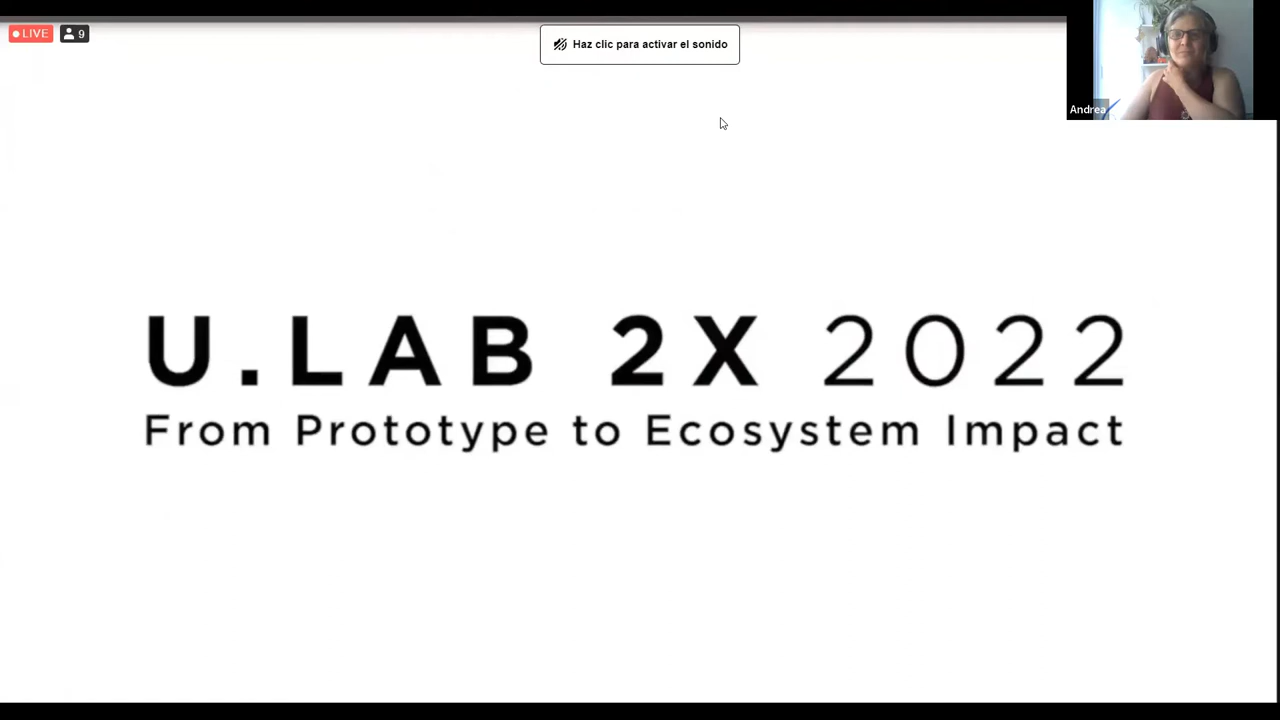 LIVE
9
Haz clic para activar el sonido
Andrea
U.LAB 2X 2022
From Prototype to Ecosystem Impact